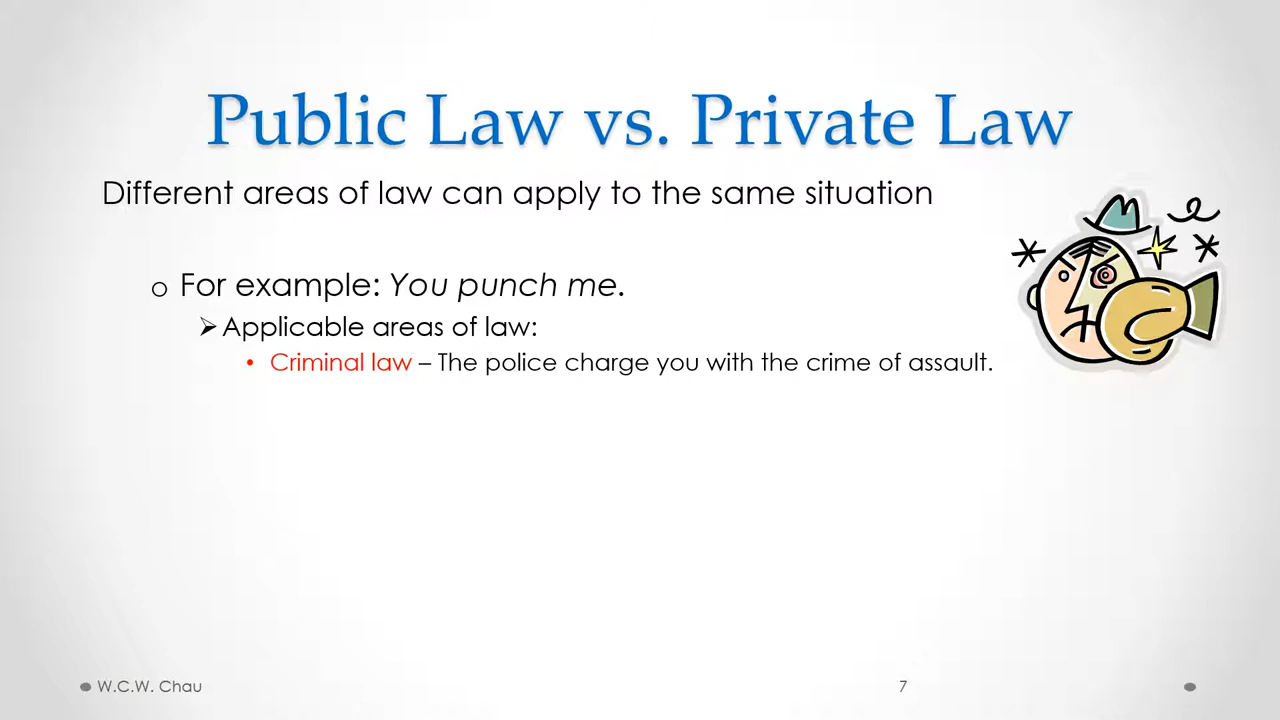 Public Law vs. Private Law
Different areas of law can apply to the same situation
o For example: You punch me.
➢ Applicable areas of law:
• Criminal law – The police charge you with the crime of assault.
W.C.W. Chau
7